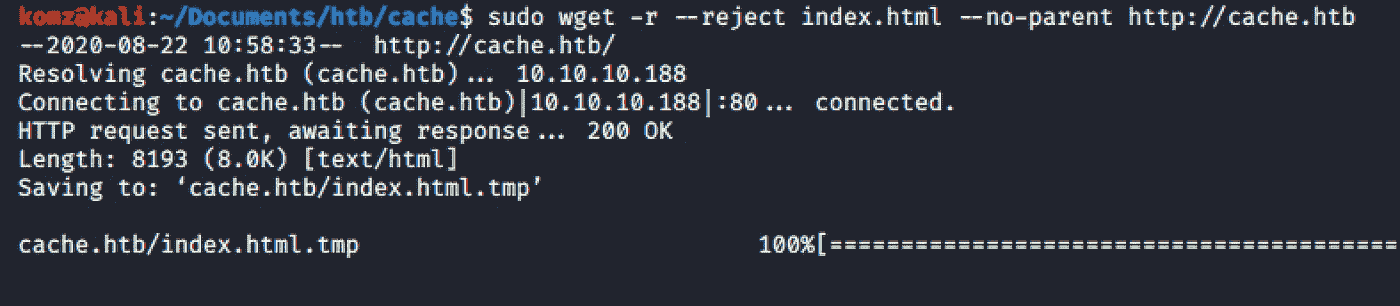 komz@kali:~/Documents/htb/cache$ sudo wget -r --reject index.html --no-parent http://cache.htb
--2020-08-22 10:58:33--  http://cache.htb/
Resolving cache.htb (cache.htb)... 10.10.10.188
Connecting to cache.htb (cache.htb)|10.10.10.188|:80... connected.
HTTP request sent, awaiting response... 200 OK
Length: 8193 (8.0K) [text/html]
Saving to: ‘cache.htb/index.html.tmp’
cache.htb/index.html.tmp 100%[========================================